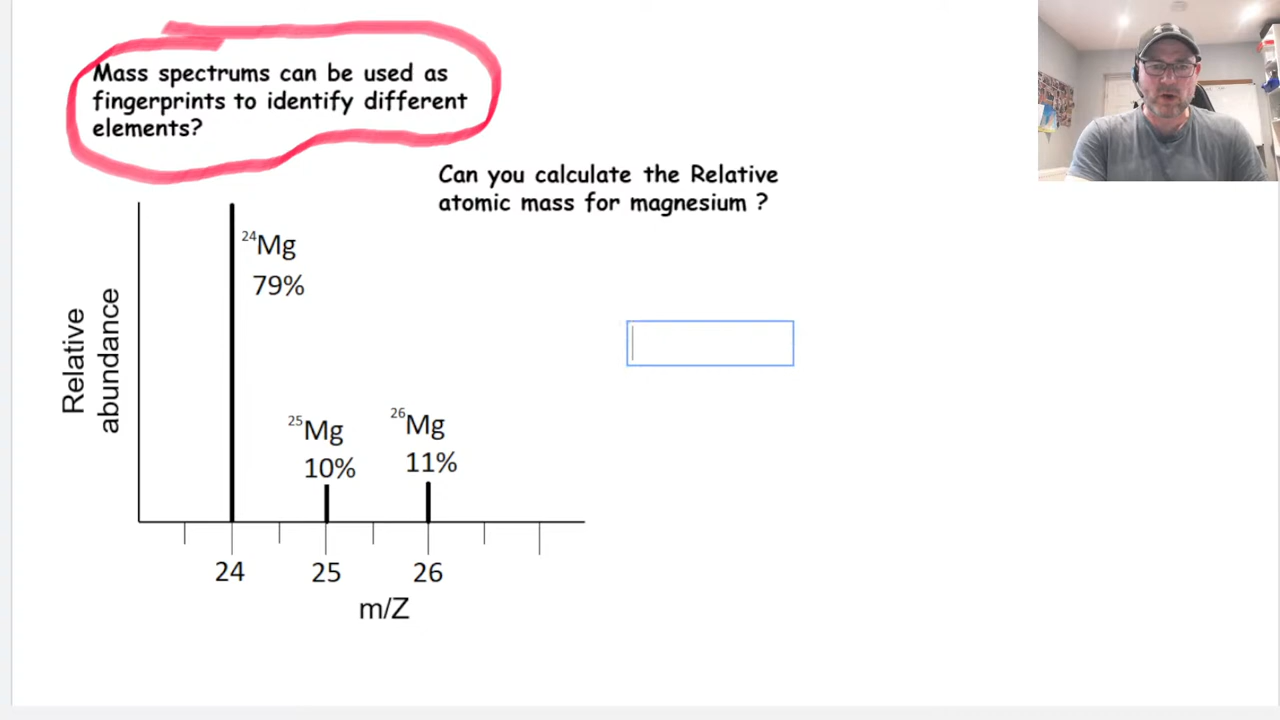 Mass spectrums can be used as
fingerprints to identify different
elements?
Can you calculate the Relative
atomic mass for magnesium ?
Relative
abundance
24Mg
79%
25Mg
10%
26Mg
11%
24
25
26
m/Z